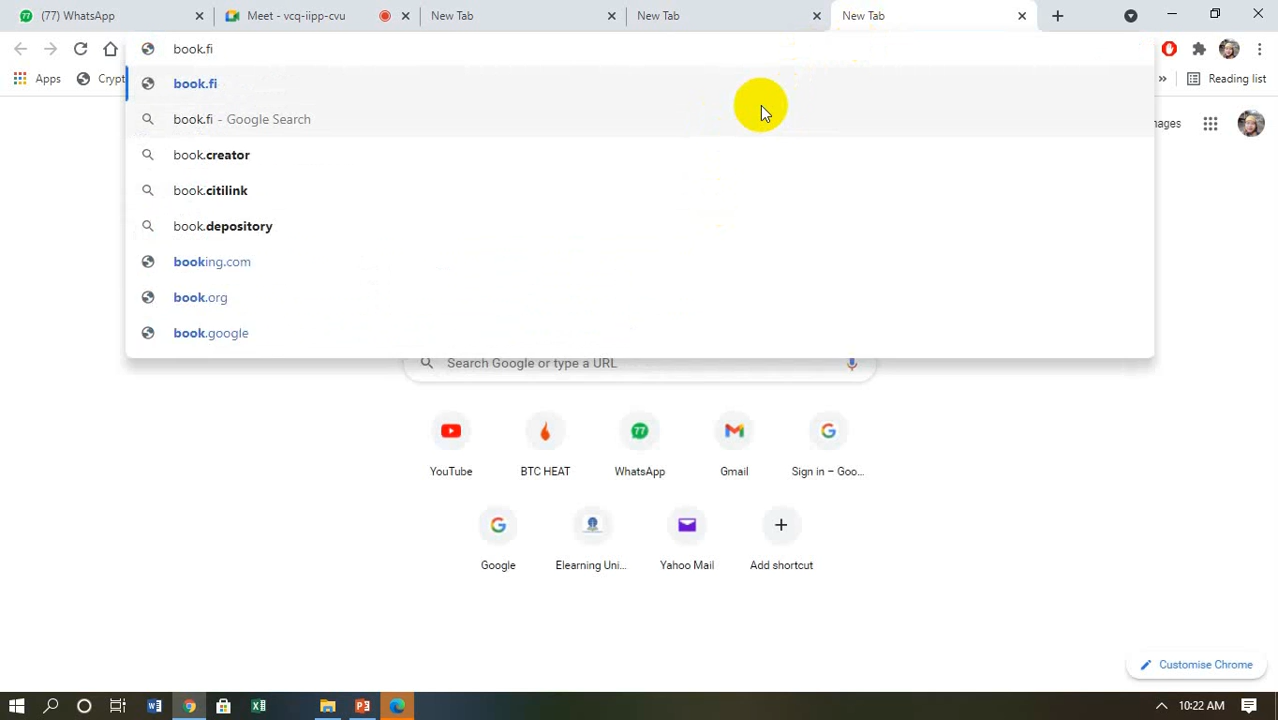 (77) WhatsApp
Meet - vcq-iipp-cvu
New Tab
New Tab
New Tab
book.fi
book.fi
book.fi - Google Search
book.creator
book.citilink
book.depository
booking.com
book.org
book.google
Apps
Crypt
»
Reading list
ages
Search Google or type a URL
77
YouTube
BTC HEAT
WhatsApp
Gmail
Sign in – Goo...
Google
Elearning Uni...
Yahoo Mail
Add shortcut
Customise Chrome
10:22 AM